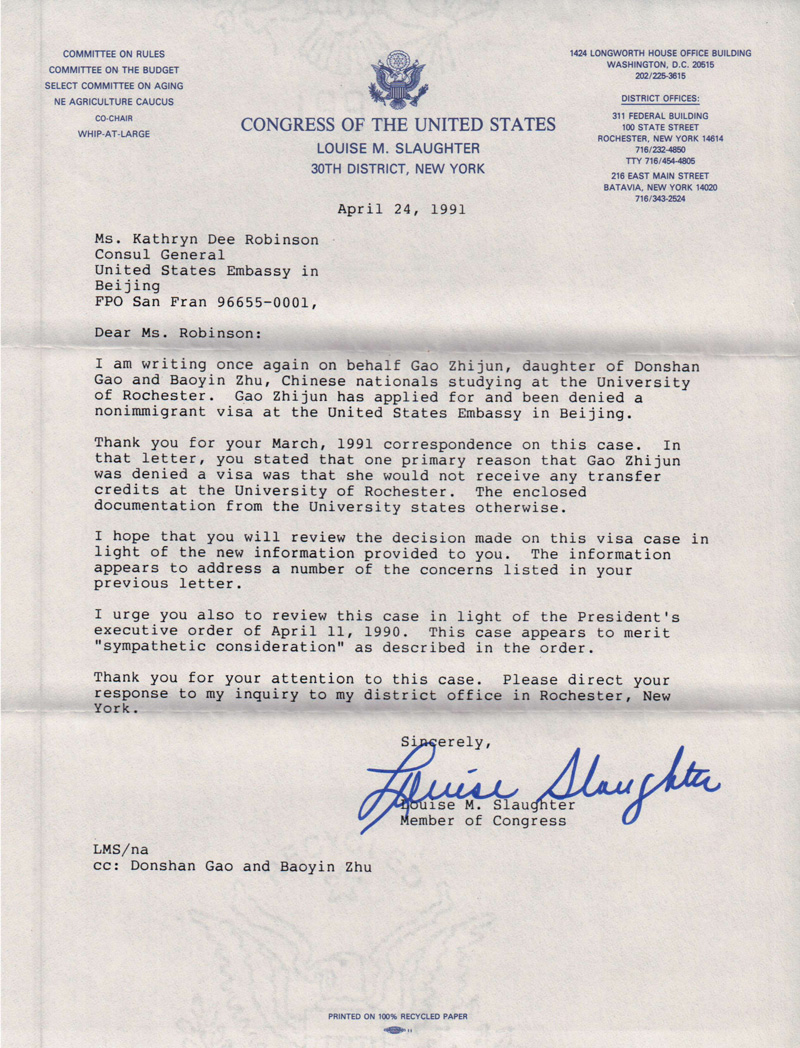 COMMITTEE ON RULES
COMMITTEE ON THE BUDGET
SELECT COMMITTEE ON AGING
NE AGRICULTURE CAUCUS
CO-CHAIR
WHIP-AT-LARGE
CONGRESS OF THE UNITED STATES
LOUISE M. SLAUGHTER
30TH DISTRICT, NEW YORK
1424 LONGWORTH HOUSE OFFICE BUILDING
WASHINGTON, D.C. 20515
202/225-3615
DISTRICT OFFICES:
311 FEDERAL BUILDING
100 STATE STREET
ROCHESTER, NEW YORK 14614
716/232-4850
TTY 716/454-4805
216 EAST MAIN STREET
BATAVIA, NEW YORK 14020
716/343-2524
April 24, 1991
Ms. Kathryn Dee Robinson
Consul General
United States Embassy in
Beijing
FPO San Fran 96655-0001,
Dear Ms. Robinson:
I am writing once again on behalf Gao Zhijun, daughter of Donshan
Gao and Baoyin Zhu, Chinese nationals studying at the University
of Rochester. Gao Zhijun has applied for and been denied a
nonimmigrant visa at the United States Embassy in Beijing.
Thank you for your March, 1991 correspondence on this case. In
that letter, you stated that one primary reason that Gao Zhijun
was denied a visa was that she would not receive any transfer
credits at the University of Rochester. The enclosed
documentation from the University states otherwise.
I hope that you will review the decision made on this visa case in
light of the new information provided to you. The information
appears to address a number of the concerns listed in your
previous letter.
I urge you also to review this case in light of the President's
executive order of April 11, 1990. This case appears to merit
"sympathetic consideration" as described in the order.
Thank you for your attention to this case. Please direct your
response to my inquiry to my district office in Rochester, New
York.
Sincerely,
Louise Slaughter
Louise M. Slaughter
Member of Congress
LMS/na
cc: Donshan Gao and Baoyin Zhu
PRINTED ON 100% RECYCLED PAPER